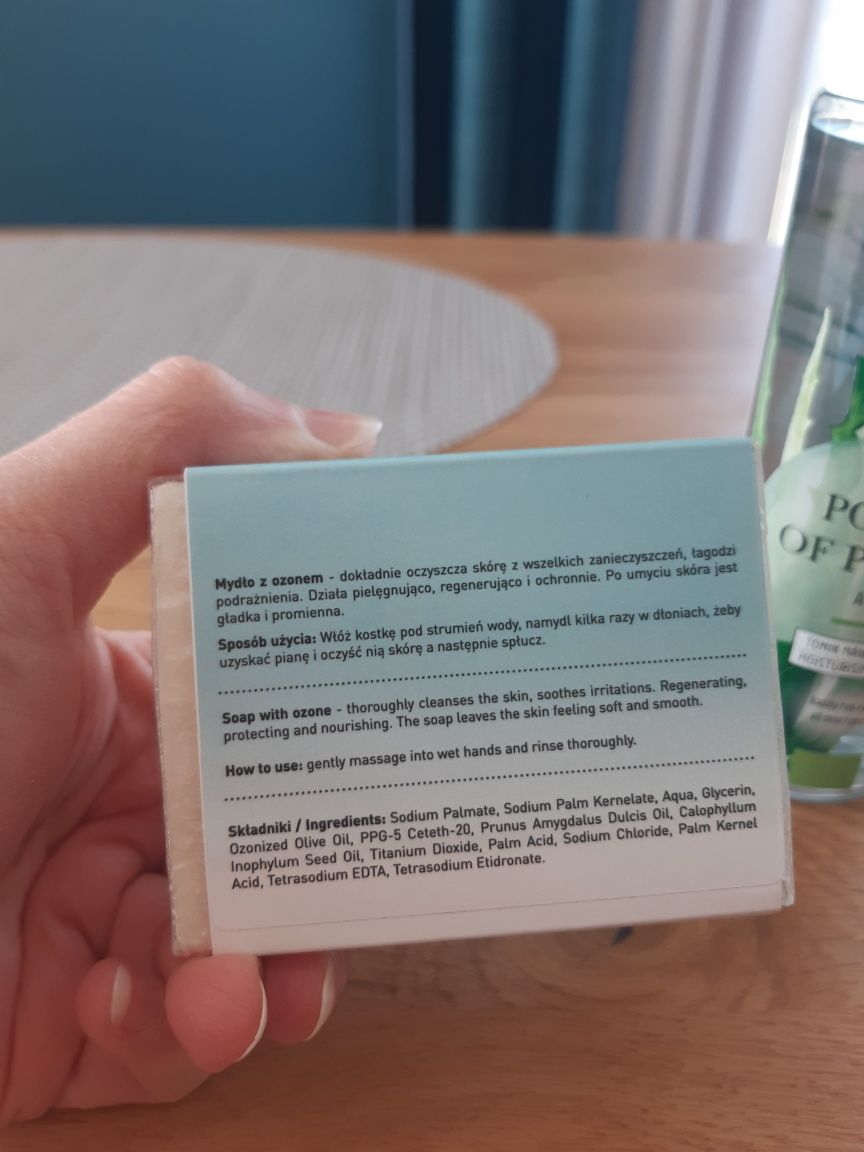 Mydło z ozonem - dokładnie oczyszcza skórę z wszelkich zanieczyszczeń, łagodzi
podrażnienia. Działa pielęgnująco, regenerująco i ochronnie. Po umyciu skóra jest
gładka i promienna.
Sposób użycia: Włóż kostkę pod strumień wody, namydl kilka razy w dłoniach, żeby
uzyskać pianę i oczyść nią skórę a następnie spłucz.
Soap with ozone - thoroughly cleanses the skin, soothes irritations. Regenerating,
protecting and nourishing. The soap leaves the skin feeling soft and smooth.
How to use: gently massage into wet hands and rinse thoroughly.
Składniki / Ingredients: Sodium Palmate, Sodium Palm Kernelate, Aqua, Glycerin,
Ozonized Olive Oil, PPG-5 Ceteth-20, Prunus Amygdalus Dulcis Oil, Calophyllum
Inophylum Seed Oil, Titanium Dioxide, Palm Acid, Sodium Chloride, Palm Kernel
Acid, Tetrasodium EDTA, Tetrasodium Etidronate.
PO
OF P
A
TONIK NAW
MOISTURISI